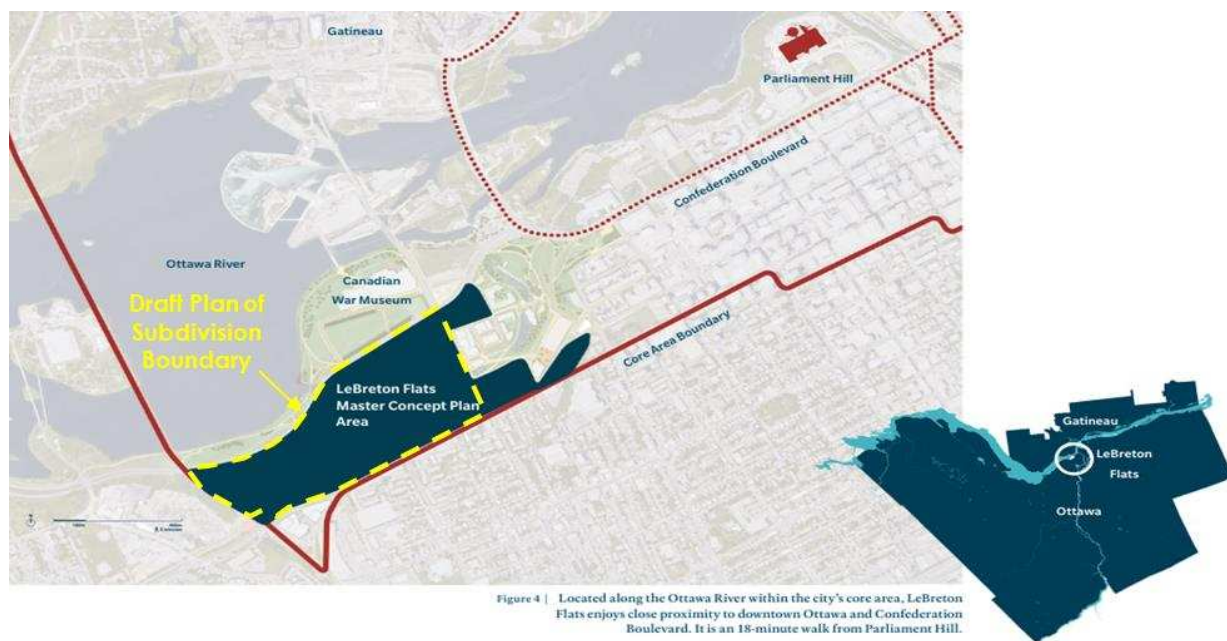 Gatineau
Parliament Hill
Confederation Boulevard
Ottawa River
Canadian
War Museum
Draft Plan of
Subdivision
Boundary
Core Area Boundary
LeBreton Flats
Master Concept Plan
Area
Gatineau
LeBreton
Flats
Ottawa
Figure 4 | Located along the Ottawa River within the city's core area, LeBreton
Flats enjoys close proximity to downtown Ottawa and Confederation
Boulevard. It is an 18-minute walk from Parliament Hill.